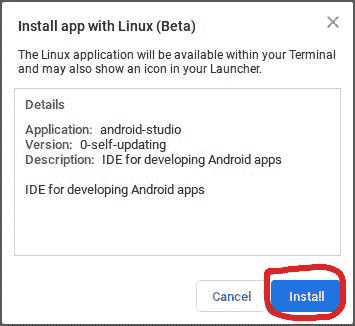 Install app with Linux (Beta)
The Linux application will be available within your Terminal
and may also show an icon in your Launcher.
Details
Application: android-studio
Version: 0-self-updating
Description: IDE for developing Android apps
IDE for developing Android apps
Cancel
Install